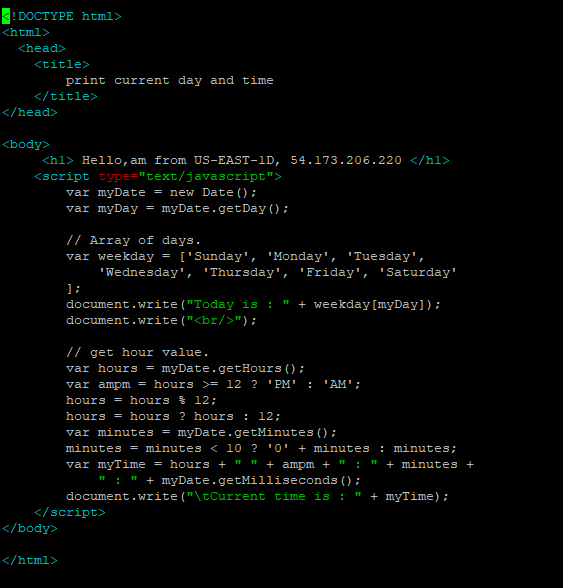 <!DOCTYPE html>
<html>
  <head>
    <title>
        print current day and time
    </title>
</head>

<body>
     <h1> Hello,am from US-EAST-1D, 54.173.206.220 </h1>
    <script type="text/javascript">
        var myDate = new Date();
        var myDay = myDate.getDay();

        // Array of days.
        var weekday = ['Sunday', 'Monday', 'Tuesday',
            'Wednesday', 'Thursday', 'Friday', 'Saturday'
        ];
        document.write("Today is : " + weekday[myDay]);
        document.write("<br/>");

        // get hour value.
        var hours = myDate.getHours();
        var ampm = hours >= 12 ? 'PM' : 'AM';
        hours = hours % 12;
        hours = hours ? hours : 12;
        var minutes = myDate.getMinutes();
        minutes = minutes < 10 ? '0' + minutes : minutes;
        var myTime = hours + " " + ampm + " : " + minutes +
            " : " + myDate.getMilliseconds();
        document.write("\tCurrent time is : " + myTime);
    </script>
</body>

</html>